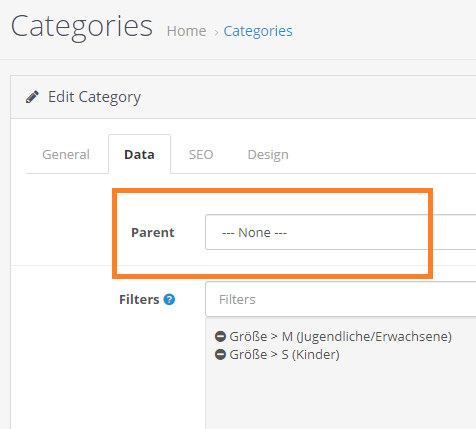 Categories Home › Categories
Edit Category
General Data SEO Design
Parent --- None ---
Filters ? Filters
Größe > M (Jugendliche/Erwachsene)
Größe > S (Kinder)